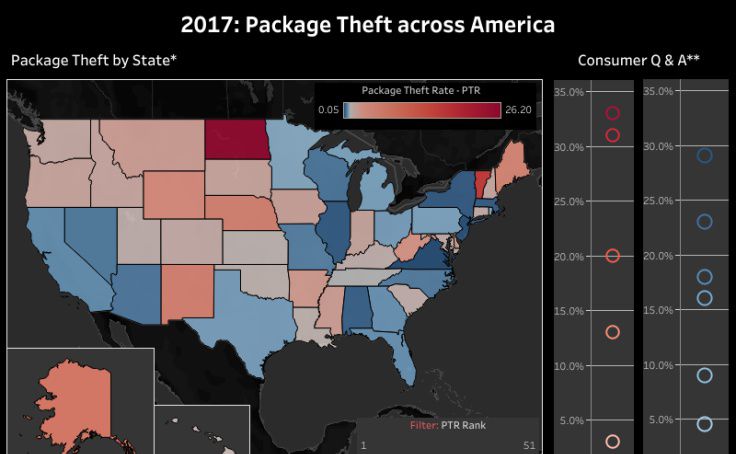 2017: Package Theft across America
Package Theft by State*
Consumer Q & A**
Package Theft Rate - PTR
0.05 26.20
35.0% 35.0%
30.0% 30.0%
25.0% 25.0%
20.0% 20.0%
15.0% 15.0%
10.0% 10.0%
5.0% 5.0%
Filter: PTR Rank
1 51